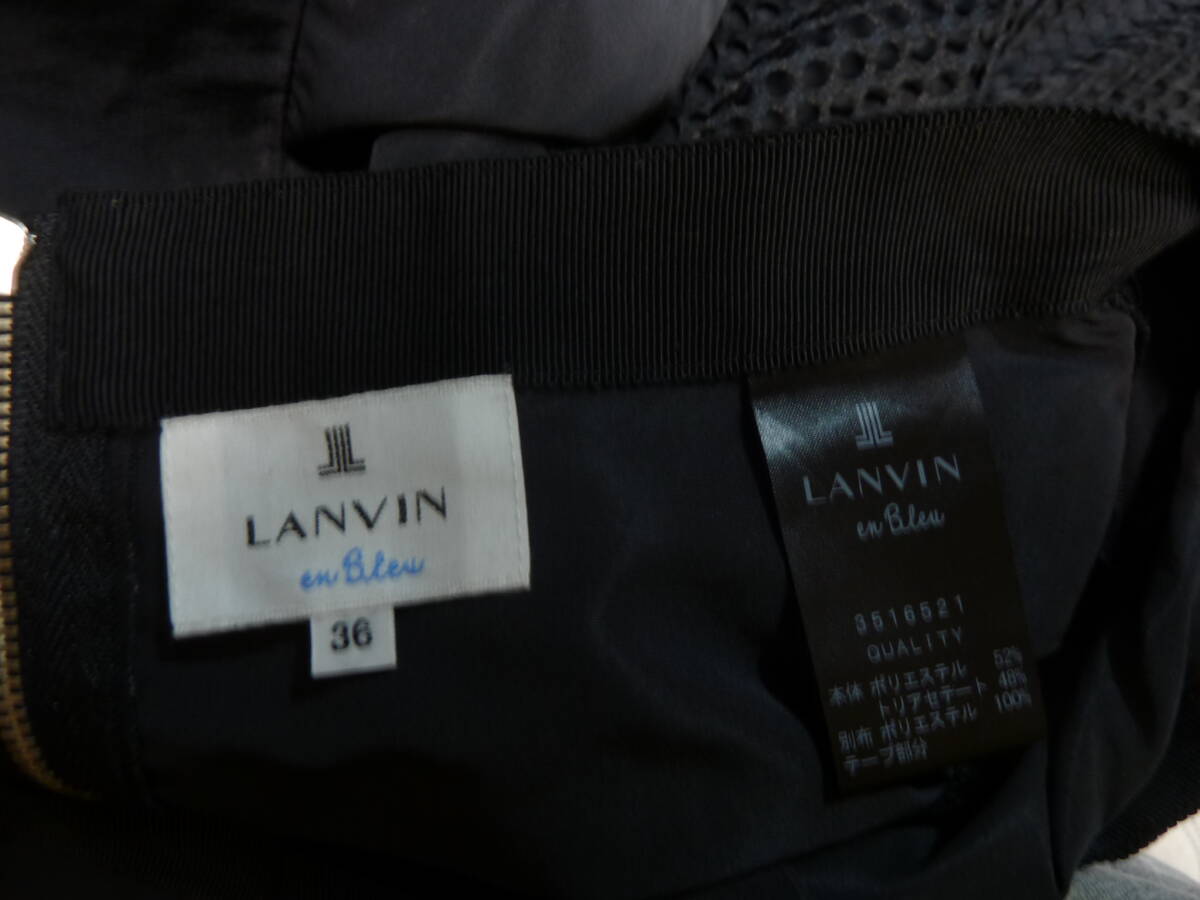 LANVIN
en Bleu
36
LANVIN
en Bleu
3516521
QUALITY
本体 ポリエステル 52%
トリアセテート 48%
別布 ポリエステル 100%
テープ部分